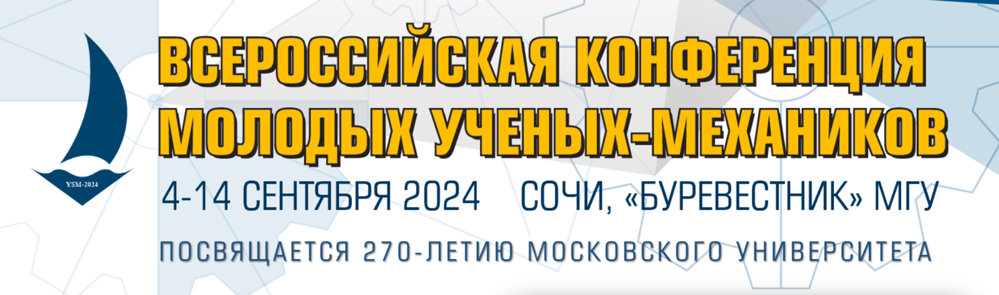 ВСЕРОССИЙСКАЯ КОНФЕРЕНЦИЯ
МОЛОДЫХ УЧЕНЫХ-МЕХАНИКОВ
YSM-2024
4-14 СЕНТЯБРЯ 2024 СОЧИ, «БУРЕВЕСТНИК» МГУ
ПОСВЯЩАЕТСЯ 270-ЛЕТИЮ МОСКОВСКОГО УНИВЕРСИТЕТА